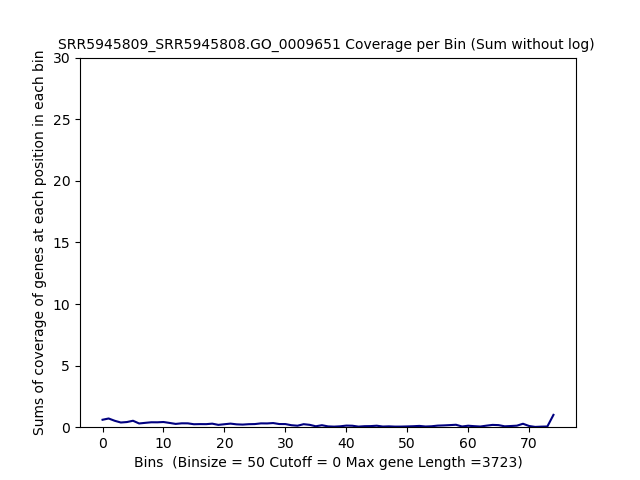 SRR5945809_SRR5945808.GO_0009651 Coverage per Bin (Sum without log)
Sums of coverage of genes at each position in each bin
30
25
20
15
10
5
0
0 10 20 30 40 50 60 70
Bins  (Binsize = 50 Cutoff = 0 Max gene Length =3723)